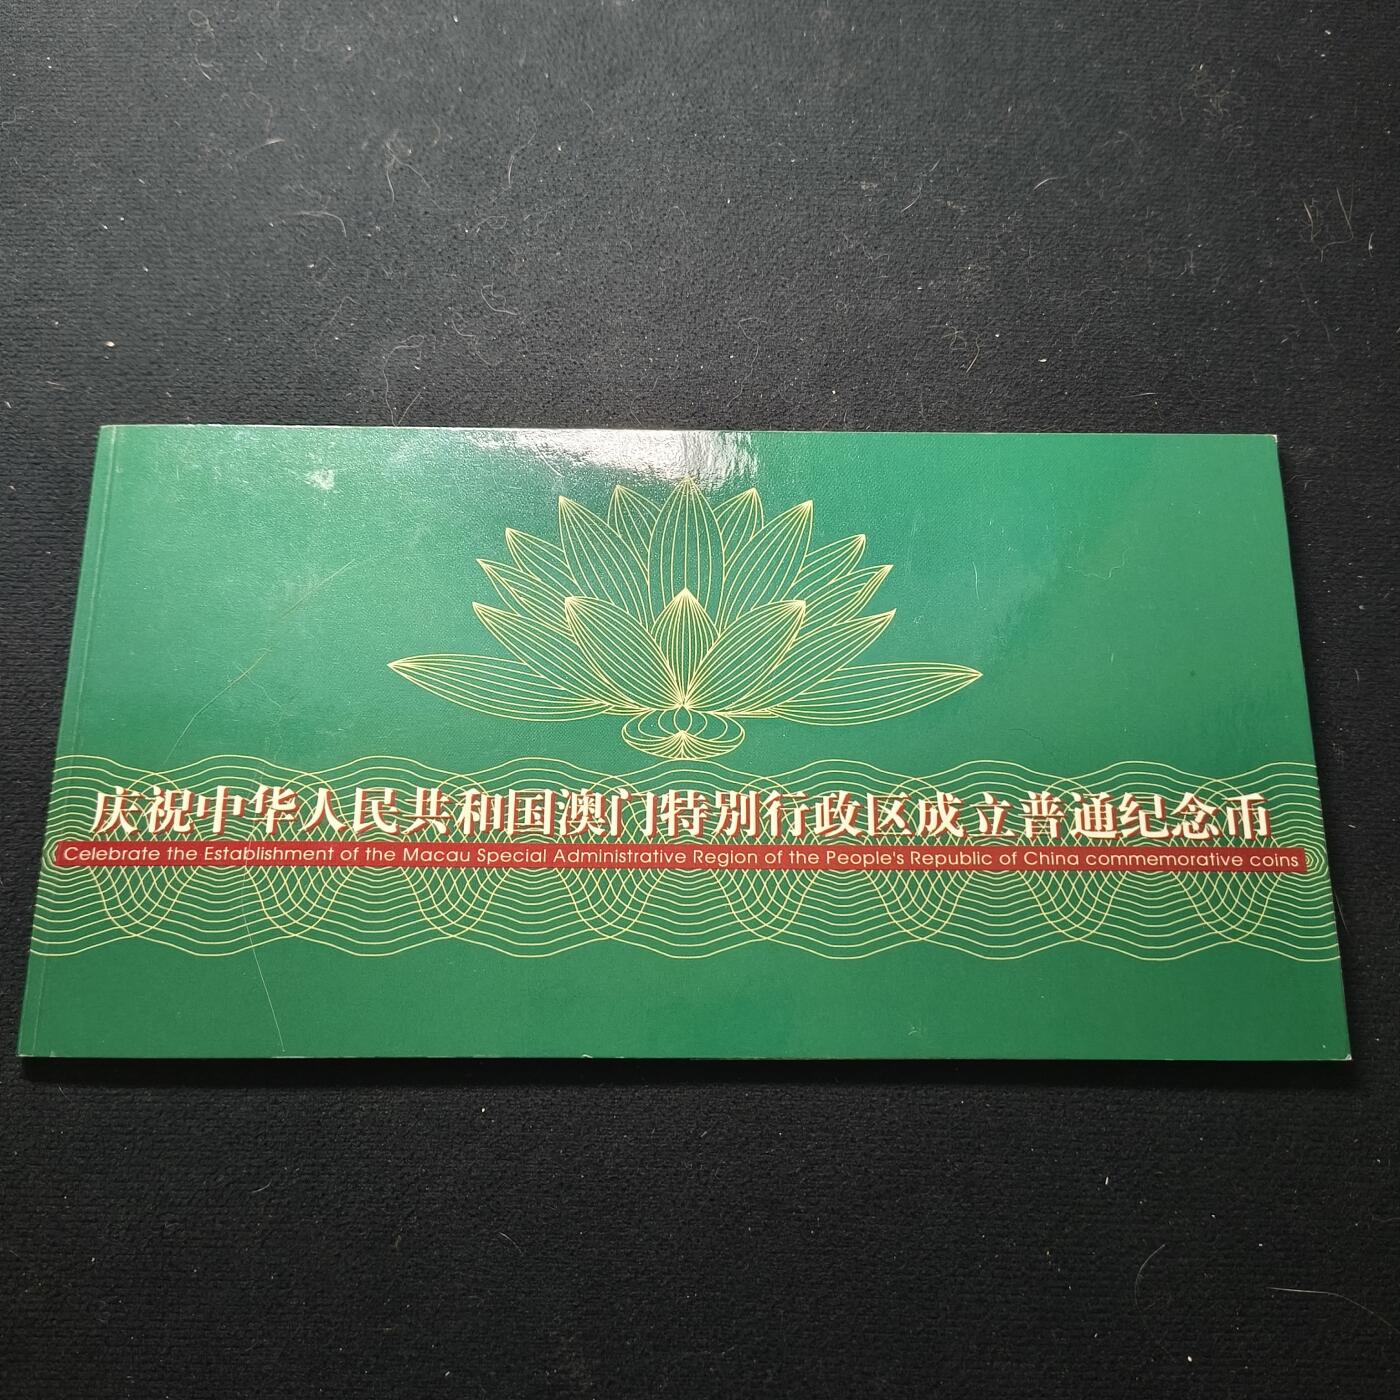 庆祝中华人民共和国澳门特别行政区成立普通纪念币
Celebrate the Establishment of the Macau Special Administrative Region of the People's Republic of China commemorative coins